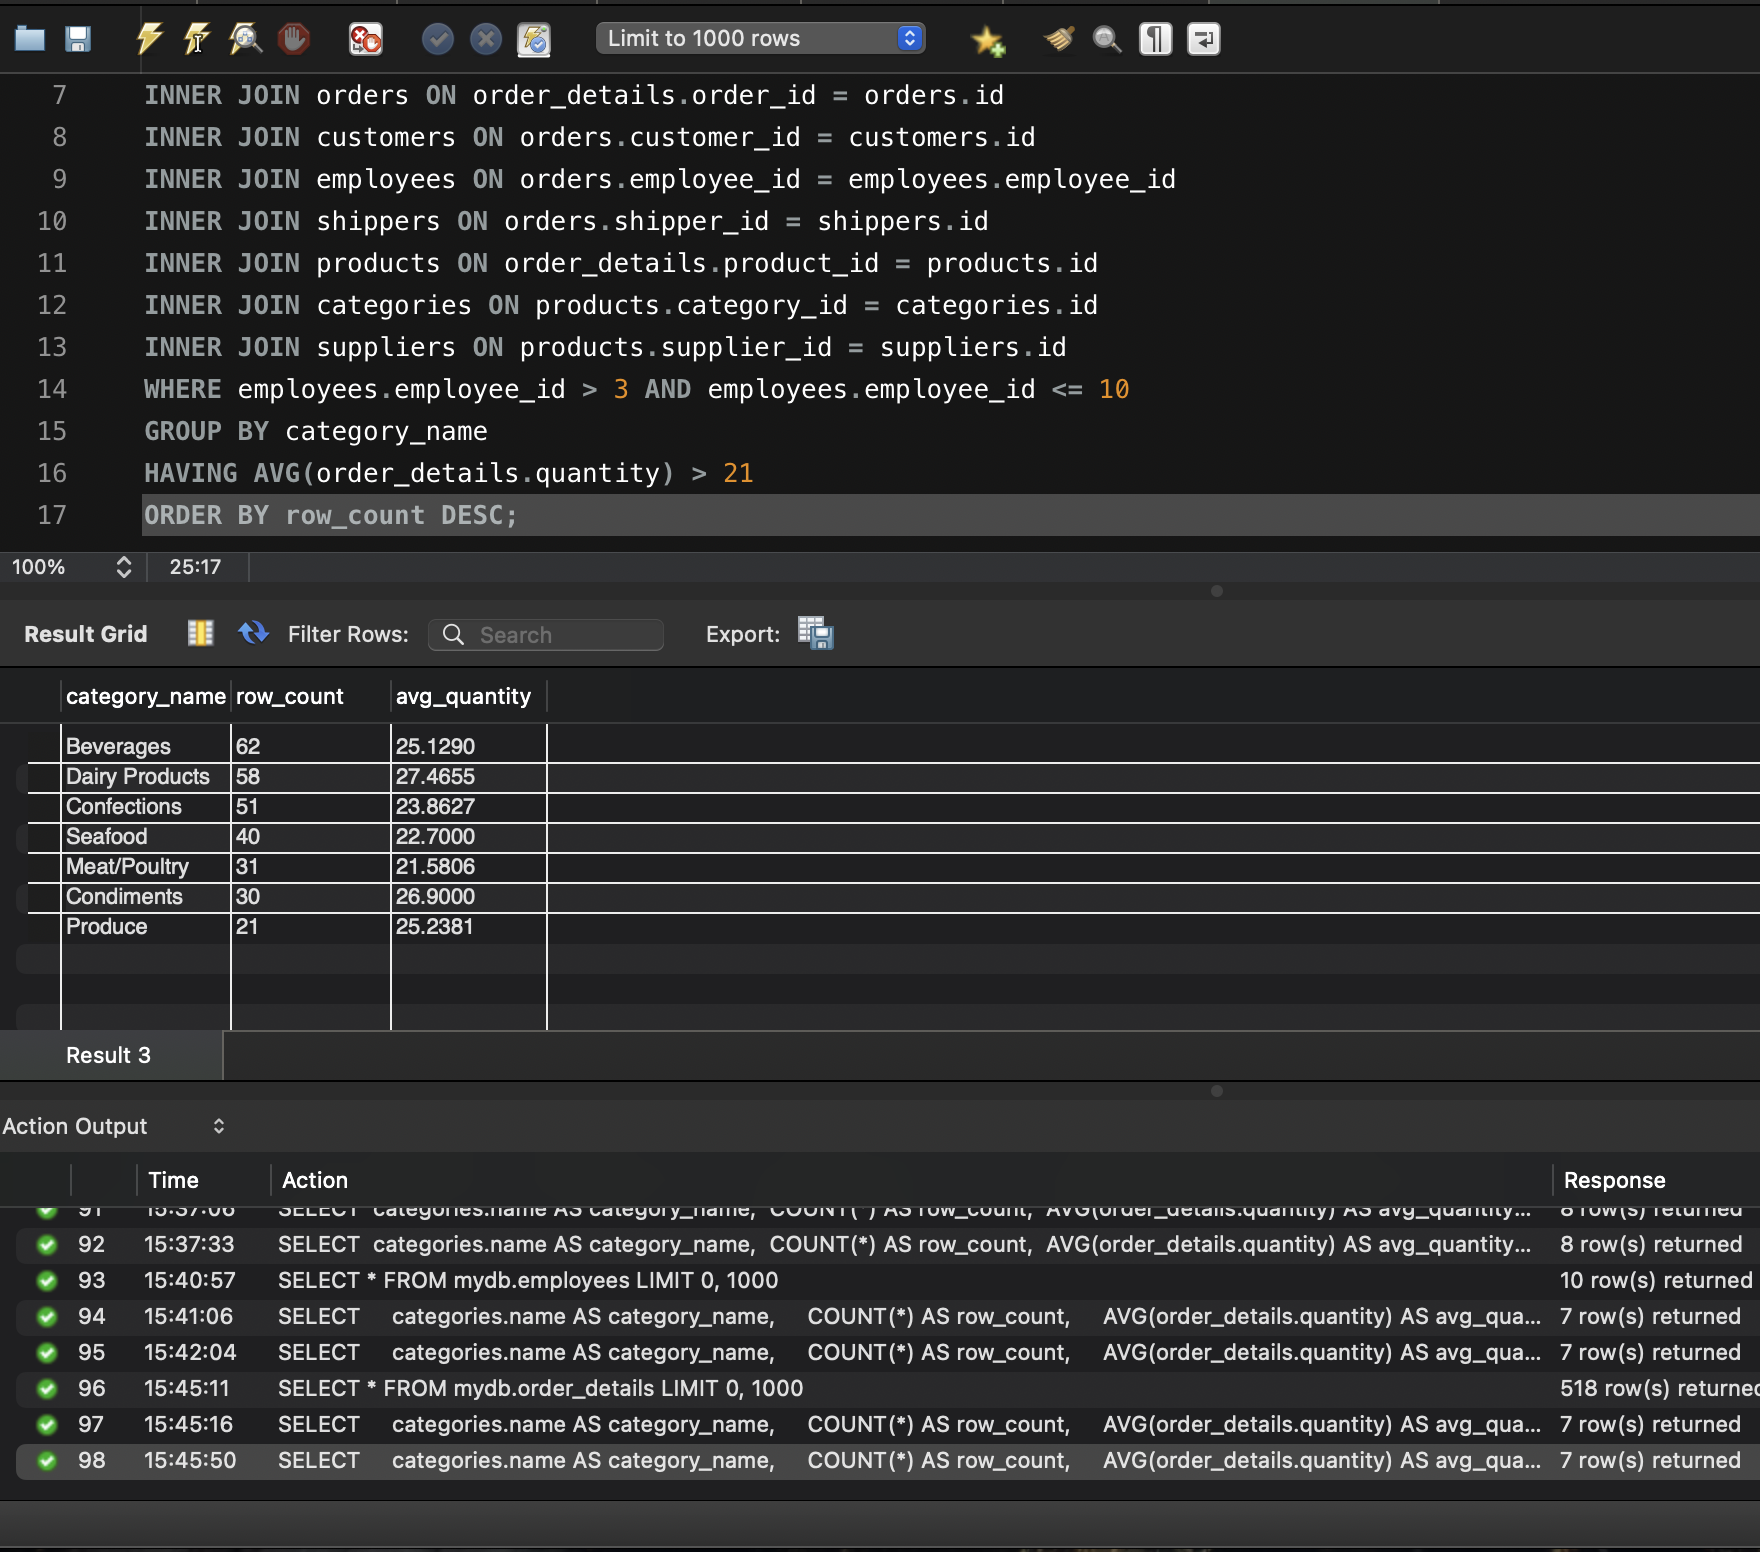 Limit to 1000 rows
7 INNER JOIN orders ON order_details.order_id = orders.id
8 INNER JOIN customers ON orders.customer_id = customers.id
9 INNER JOIN employees ON orders.employee_id = employees.employee_id
10 INNER JOIN shippers ON orders.shipper_id = shippers.id
11 INNER JOIN products ON order_details.product_id = products.id
12 INNER JOIN categories ON products.category_id = categories.id
13 INNER JOIN suppliers ON products.supplier_id = suppliers.id
14 WHERE employees.employee_id > 3 AND employees.employee_id <= 10
15 GROUP BY category_name
16 HAVING AVG(order_details.quantity) > 21
17 ORDER BY row_count DESC;
100% 25:17
Result Grid Filter Rows: Search Export:
category_name row_count avg_quantity
Beverages 62 25.1290
Dairy Products 58 27.4655
Confections 51 23.8627
Seafood 40 22.7000
Meat/Poultry 31 21.5806
Condiments 30 26.9000
Produce 21 25.2381
Result 3
Action Output
Time Action Response
91 15:37:06 SELECT categories.name AS category_name, COUNT(*) AS row_count, AVG(order_details.quantity) AS avg_quantity... 8 row(s) returned
92 15:37:33 SELECT categories.name AS category_name, COUNT(*) AS row_count, AVG(order_details.quantity) AS avg_quantity... 8 row(s) returned
93 15:40:57 SELECT * FROM mydb.employees LIMIT 0, 1000 10 row(s) returned
94 15:41:06 SELECT categories.name AS category_name, COUNT(*) AS row_count, AVG(order_details.quantity) AS avg_qua... 7 row(s) returned
95 15:42:04 SELECT categories.name AS category_name, COUNT(*) AS row_count, AVG(order_details.quantity) AS avg_qua... 7 row(s) returned
96 15:45:11 SELECT * FROM mydb.order_details LIMIT 0, 1000 518 row(s) returned
97 15:45:16 SELECT categories.name AS category_name, COUNT(*) AS row_count, AVG(order_details.quantity) AS avg_qua... 7 row(s) returned
98 15:45:50 SELECT categories.name AS category_name, COUNT(*) AS row_count, AVG(order_details.quantity) AS avg_qua... 7 row(s) returned